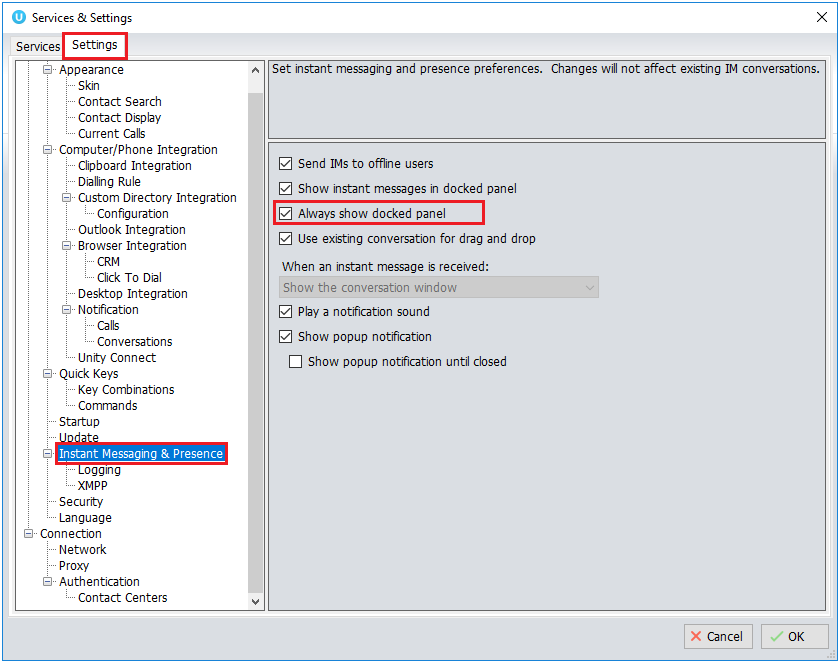 Services & Settings
Services
Settings
Appearance
Skin
Contact Search
Contact Display
Current Calls
Computer/Phone Integration
Clipboard Integration
Dialling Rule
Custom Directory Integration
Configuration
Outlook Integration
Browser Integration
CRM
Click To Dial
Desktop Integration
Notification
Calls
Conversations
Unity Connect
Quick Keys
Key Combinations
Commands
Startup
Update
Instant Messaging & Presence
Logging
XMPP
Security
Language
Connection
Network
Proxy
Authentication
Contact Centers
Set instant messaging and presence preferences.  Changes will not affect existing IM conversations.
Send IMs to offline users
Show instant messages in docked panel
Always show docked panel
Use existing conversation for drag and drop
When an instant message is received:
Show the conversation window
Play a notification sound
Show popup notification
Show popup notification until closed
Cancel
OK